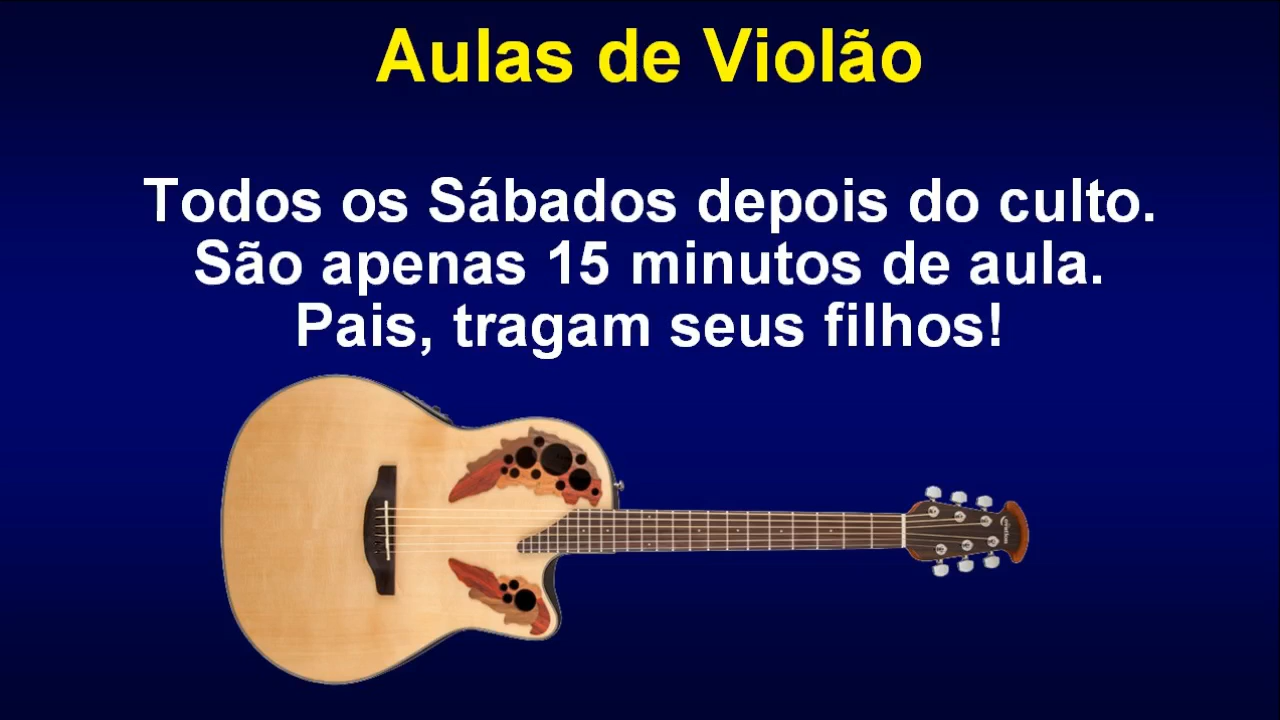 Aulas de Violão
Todos os Sábados depois do culto.
São apenas 15 minutos de aula.
Pais, tragam seus filhos!